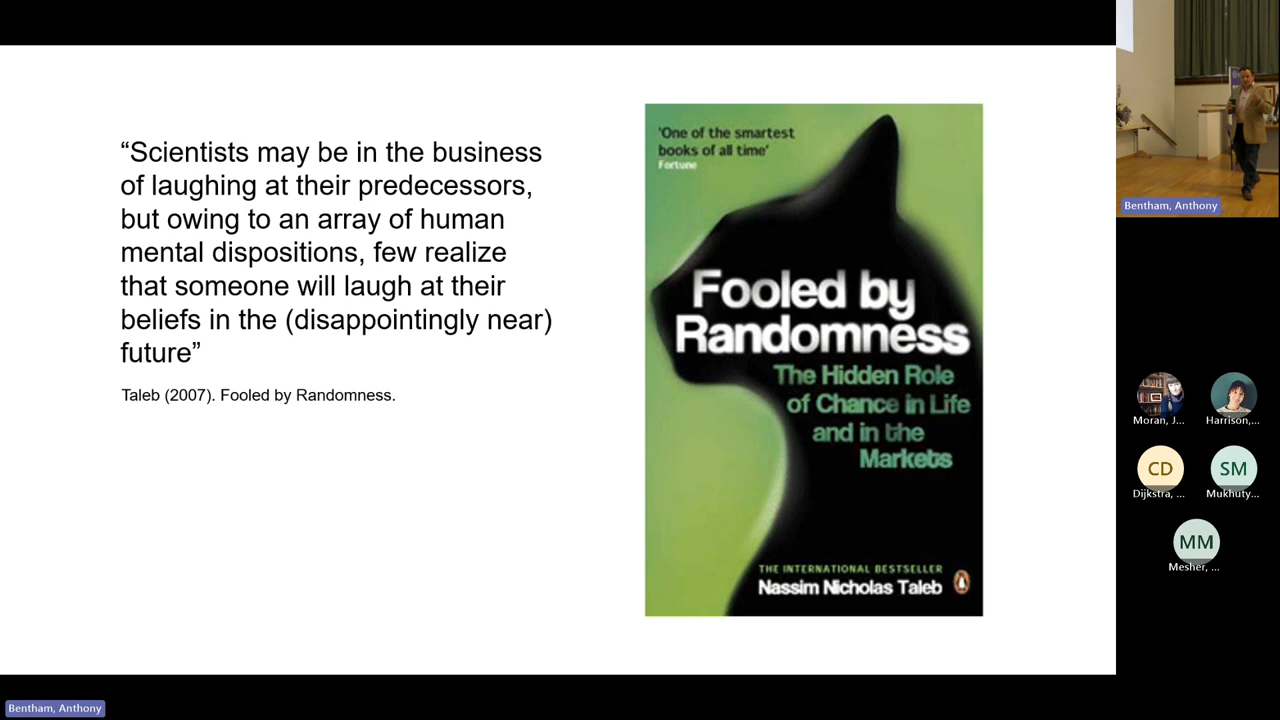 “Scientists may be in the business
of laughing at their predecessors,
but owing to an array of human
mental dispositions, few realize
that someone will laugh at their
beliefs in the (disappointingly near)
future”
Taleb (2007). Fooled by Randomness.
'One of the smartest
books of all time'
Fortune
Fooled by
Randomness
The Hidden Role
of Chance in Life
and in the
Markets
THE INTERNATIONAL BESTSELLER
Nassim Nicholas Taleb
Bentham, Anthony
Moran, J...
Harrison,...
CD
SM
Dijkstra, ...
Mukhuty...
MM
Mesher, ...
Bentham, Anthony